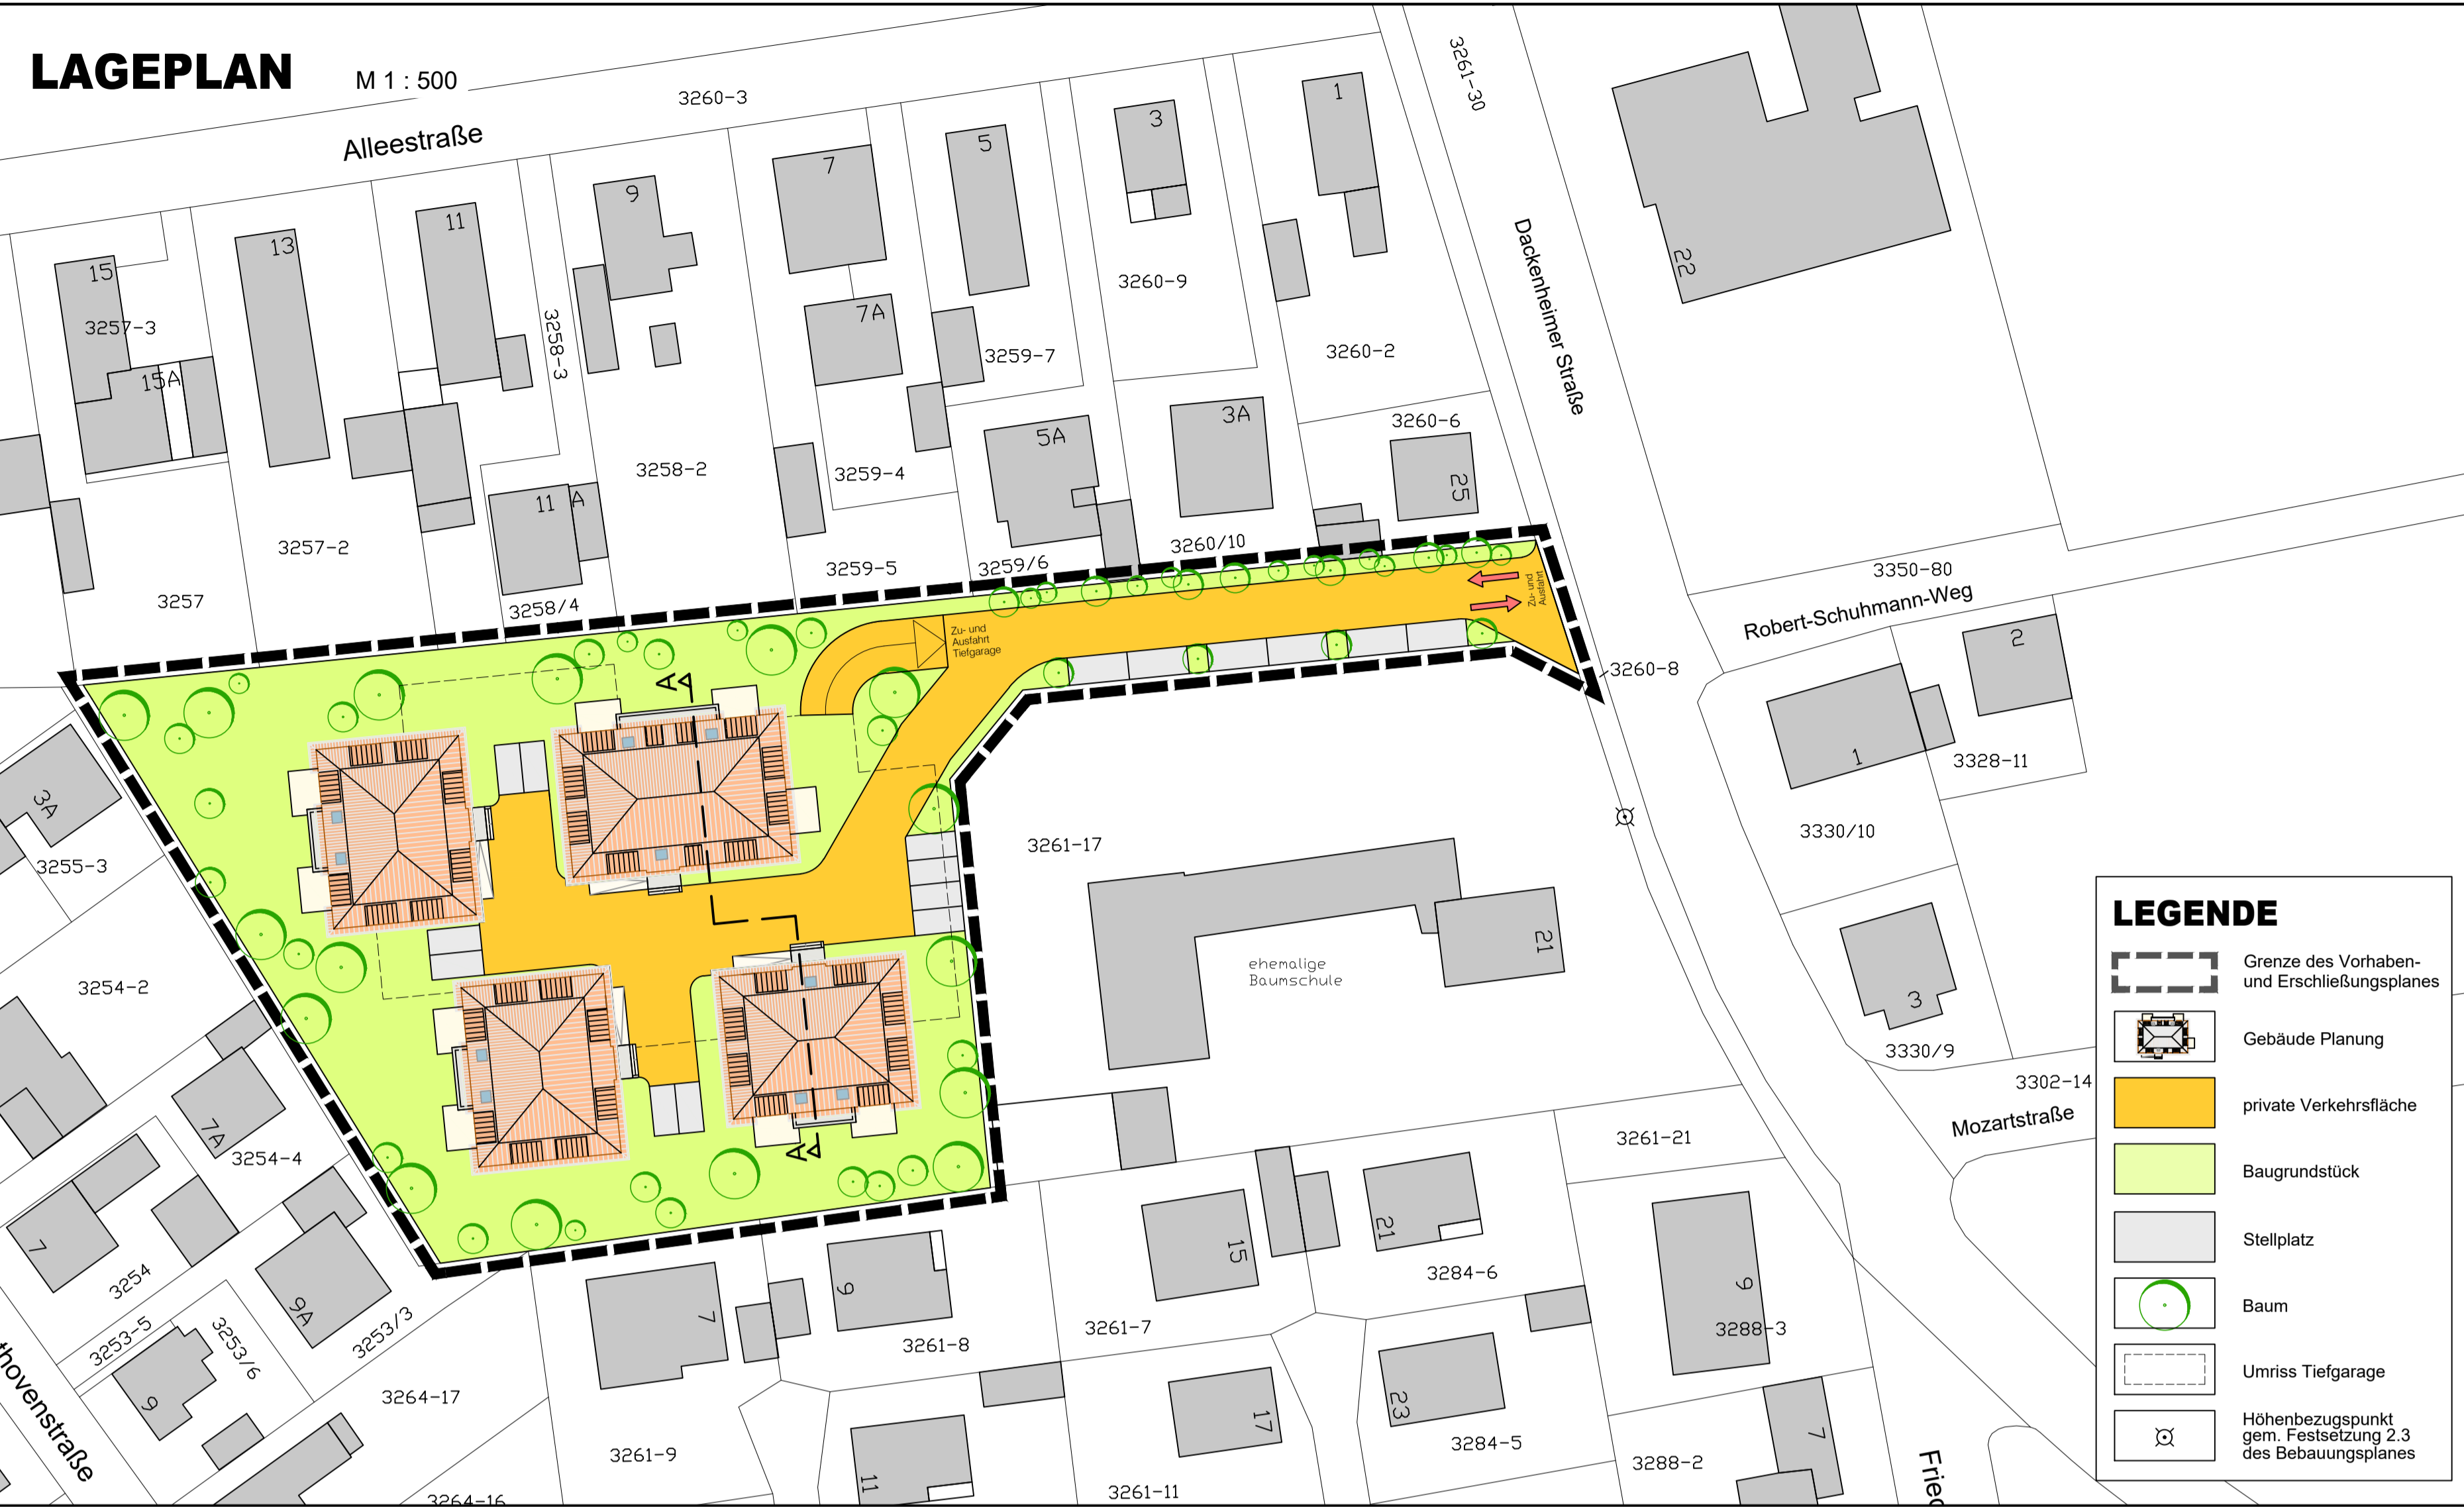 LAGEPLAN
M 1 : 500
Alleestraße
3260-3
3261-30
15
3257-3
15A
13
11
3258-3
9
7
7A
5
3
1
3260-9
3259-7
3260-2
Dackenheimer Straße
22
3260-6
25
3A
5A
3258-2
3259-4
11 A
3257-2
3257
3258/4
3259-5
3259/6
3260/10
Zu- und
Ausfahrt
Zu- und
Ausfahrt
Tiefgarage
3350-80
Robert-Schuhmann-Weg
3260-8
2
1
3328-11
3330/10
3
3330/9
3302-14
Mozartstraße
A
A
3A
3255-3
3254-2
7A
3254-4
7
3254
9A
3253-5
3253/6
3253/3
9
thovenstraße
3264-17
3264-16
3261-17
ehemalige
Baumschule
21
3261-21
7
9
3261-8
3261-9
11
15
3261-7
17
3261-11
21
3284-6
23
3284-5
9
3288-3
3288-2
7
Fried
LEGENDE
Grenze des Vorhaben-
und Erschließungsplanes
Gebäude Planung
private Verkehrsfläche
Baugrundstück
Stellplatz
Baum
Umriss Tiefgarage
Höhenbezugspunkt
gem. Festsetzung 2.3
des Bebauungsplanes